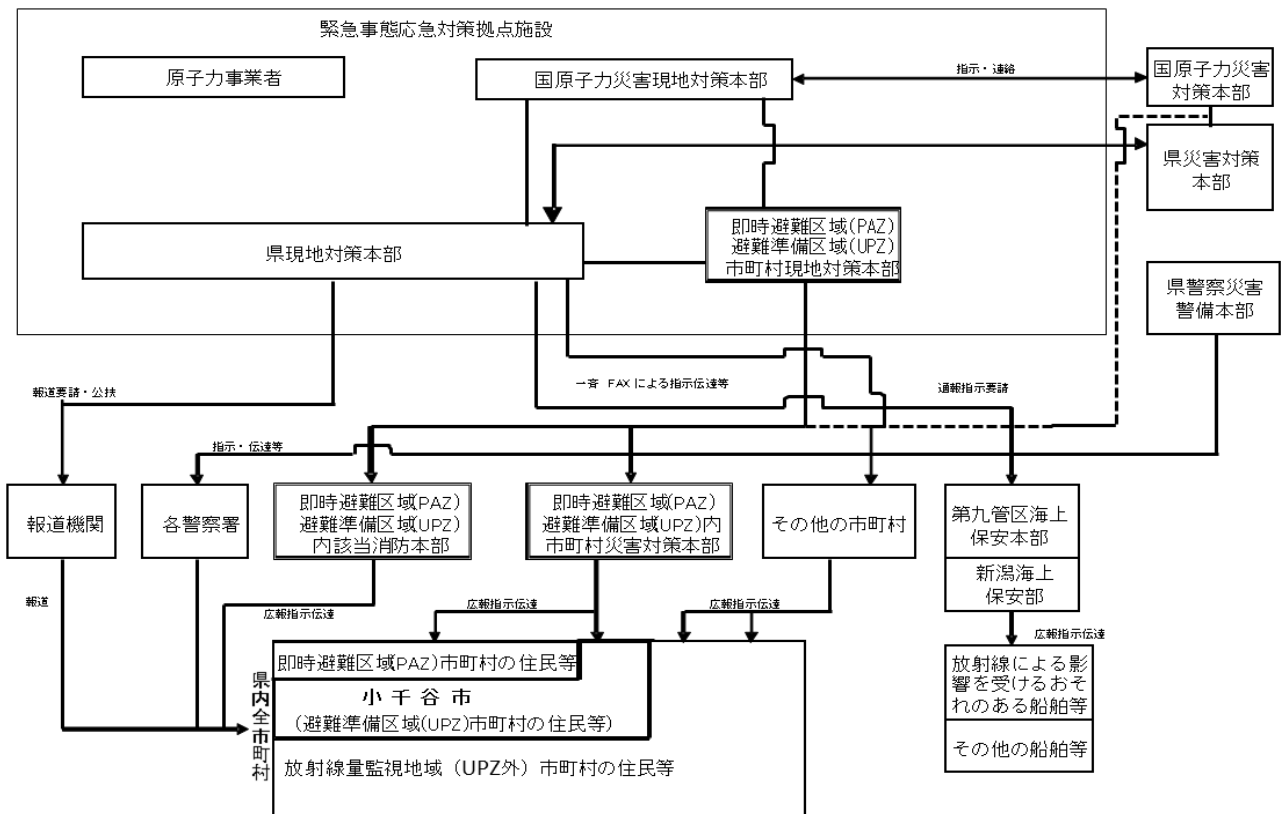 緊急事態応急対策拠点施設
原子力事業者
国原子力災害現地対策本部
指示・連絡
国原子力災害
対策本部
県災害対策
本部
県現地対策本部
即時避難区域(PAZ)
避難準備区域(UPZ)
市町村現地対策本部
県警察災害
警備本部
報道要請・公扶
一斉 FAXによる指示伝達等
通報指示要請
指示・伝達等
報道機関
各警察署
即時避難区域(PAZ)
避難準備区域(UPZ)
内該当消防本部
即時避難区域(PAZ)
避難準備区域(UPZ)内
市町村災害対策本部
その他の市町村
第九管区海上
保安本部
新潟海上
保安部
報道
広報指示伝達
広報指示伝達
広報指示伝達
広報指示伝達
県内全市町村
即時避難区域(PAZ)市町村の住民等
小千谷市
(避難準備区域(UPZ)市町村の住民等)
放射線量監視地域(UPZ外)市町村の住民等
放射線による影
響を受けるおそ
れのある船舶等
その他の船舶等